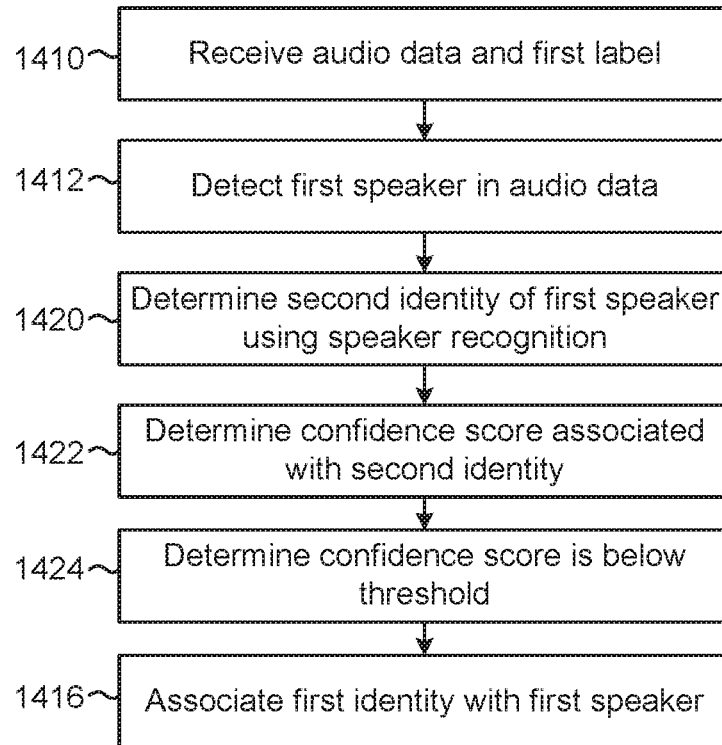 1410 Receive audio data and first label
1412 Detect first speaker in audio data
1420 Determine second identity of first speaker
using speaker recognition
1422 Determine confidence score associated
with second identity
1424 Determine confidence score is below
threshold
1416 Associate first identity with first speaker